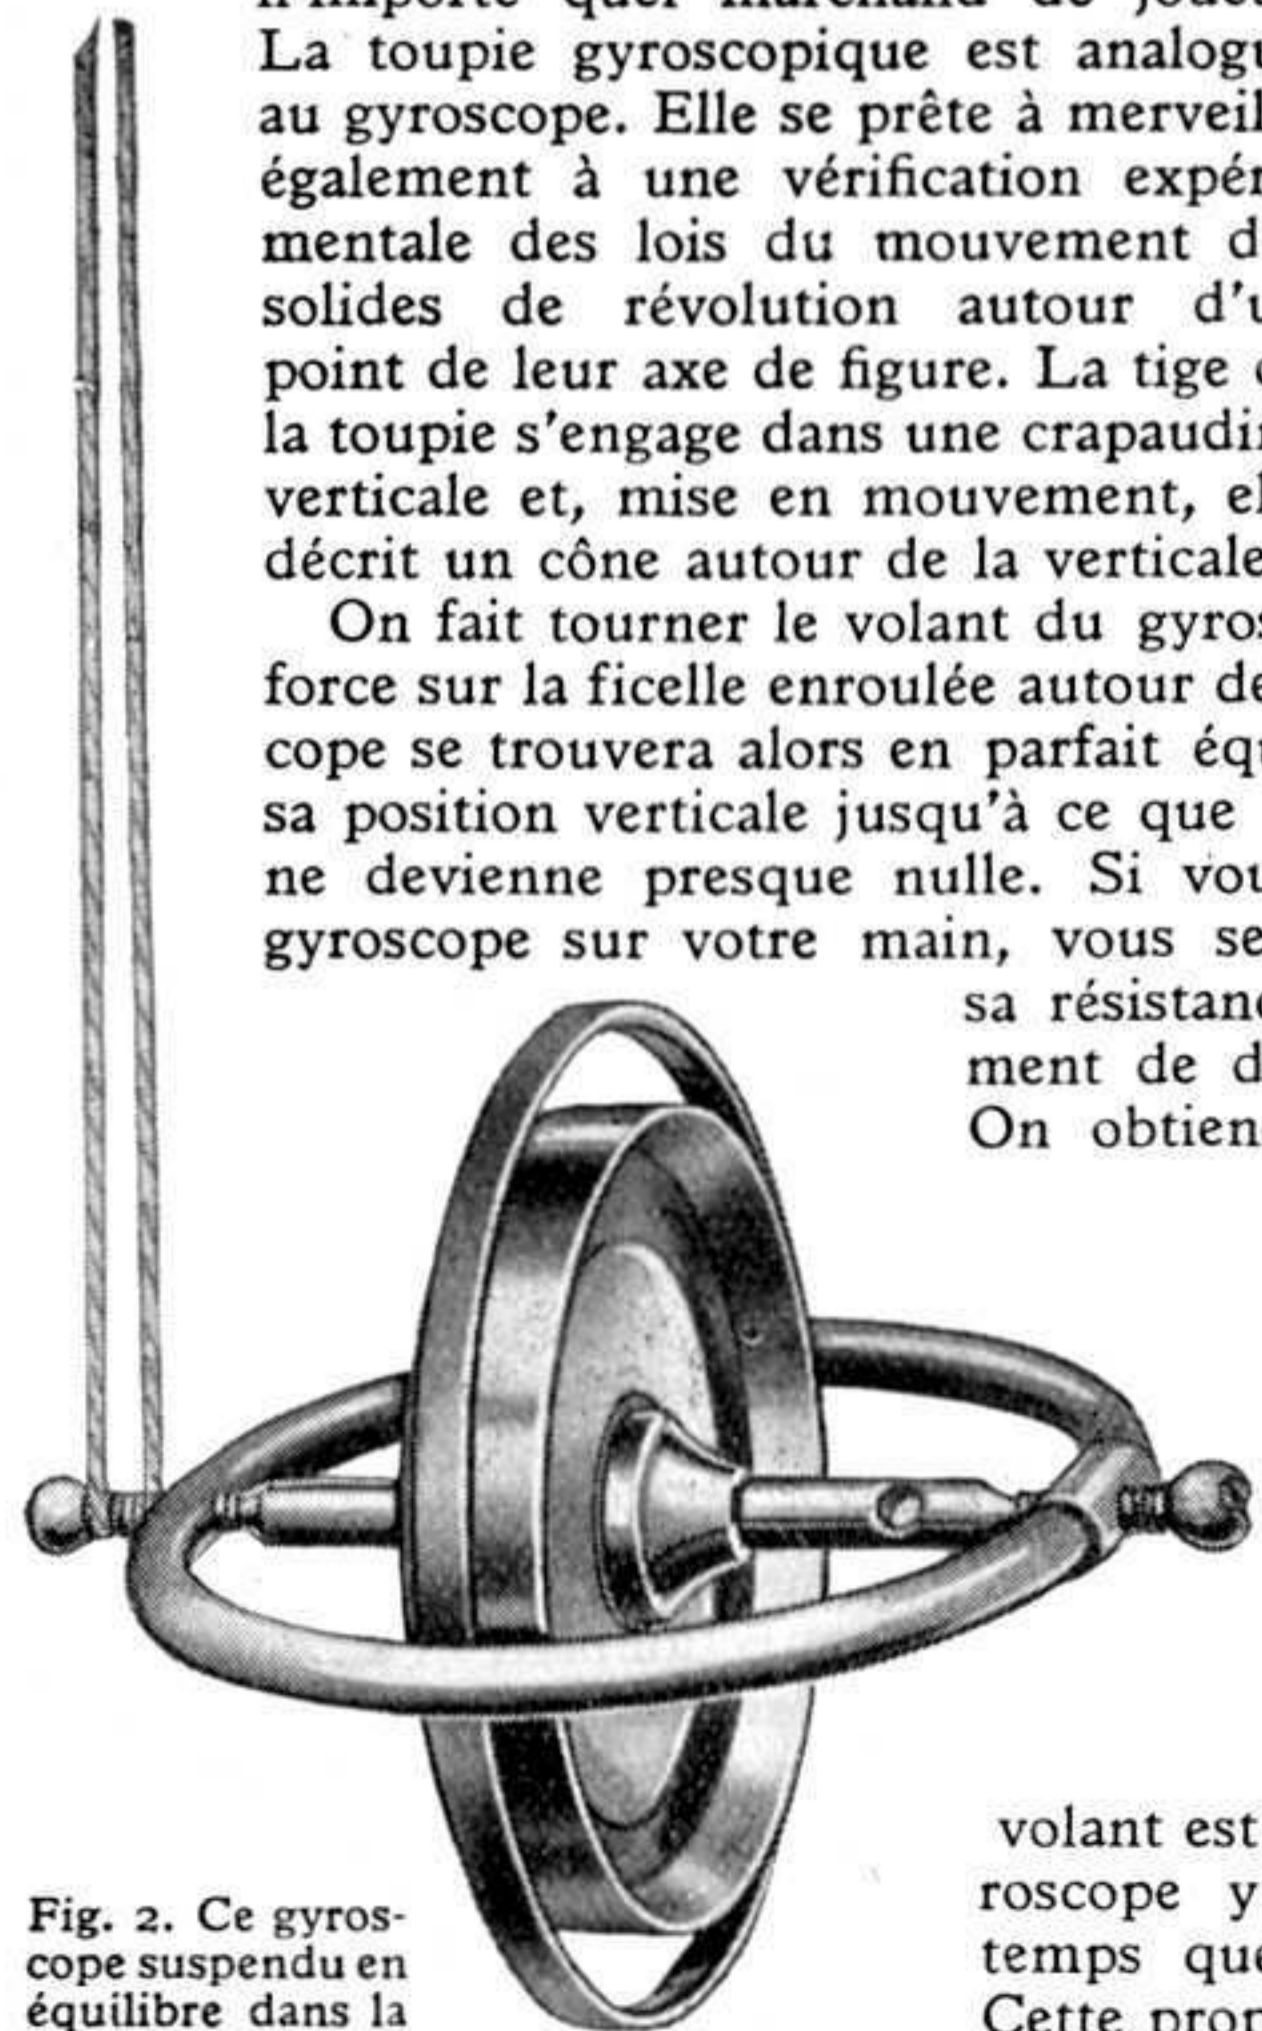 La toupie gyroscopique est analogu
au gyroscope. Elle se prête à merveil
également à une vérification expér
mentale des lois du mouvement d
solides de révolution autour d'u
point de leur axe de figure. La tige
la toupie s'engage dans une crapaudi
verticale et, mise en mouvement, el
décrit un cône autour de la verticale
On fait tourner le volant du gyros
force sur la ficelle enroulée autour de
cope se trouvera alors en parfait équ
sa position verticale jusqu'à ce que
ne devienne presque nulle. Si vou
gyroscope sur votre main, vous se
sa résistanc
ment de d
On obtien
volant est
roscope y
temps que
Fig. 2. Ce gyros-
cope suspendu en
équilibre dans la